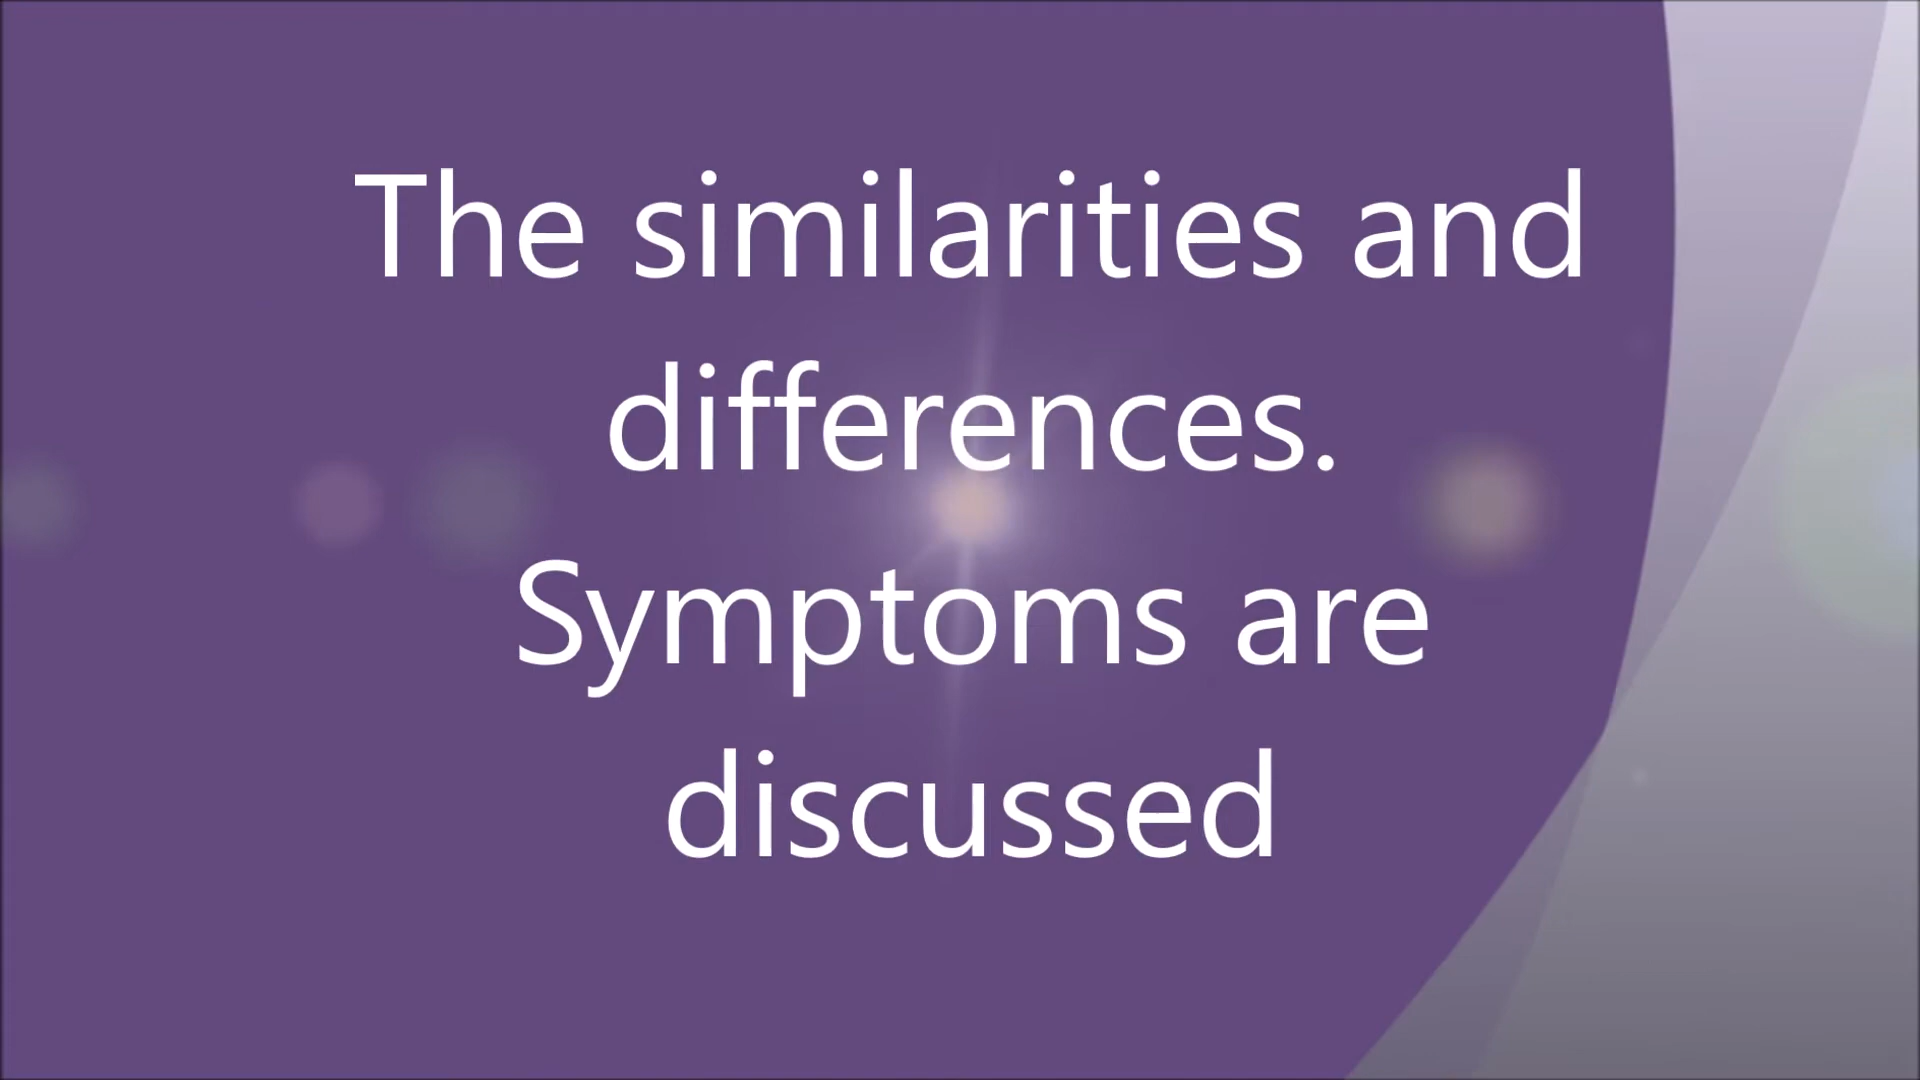 The similarities and
differences.
Symptoms are
discussed